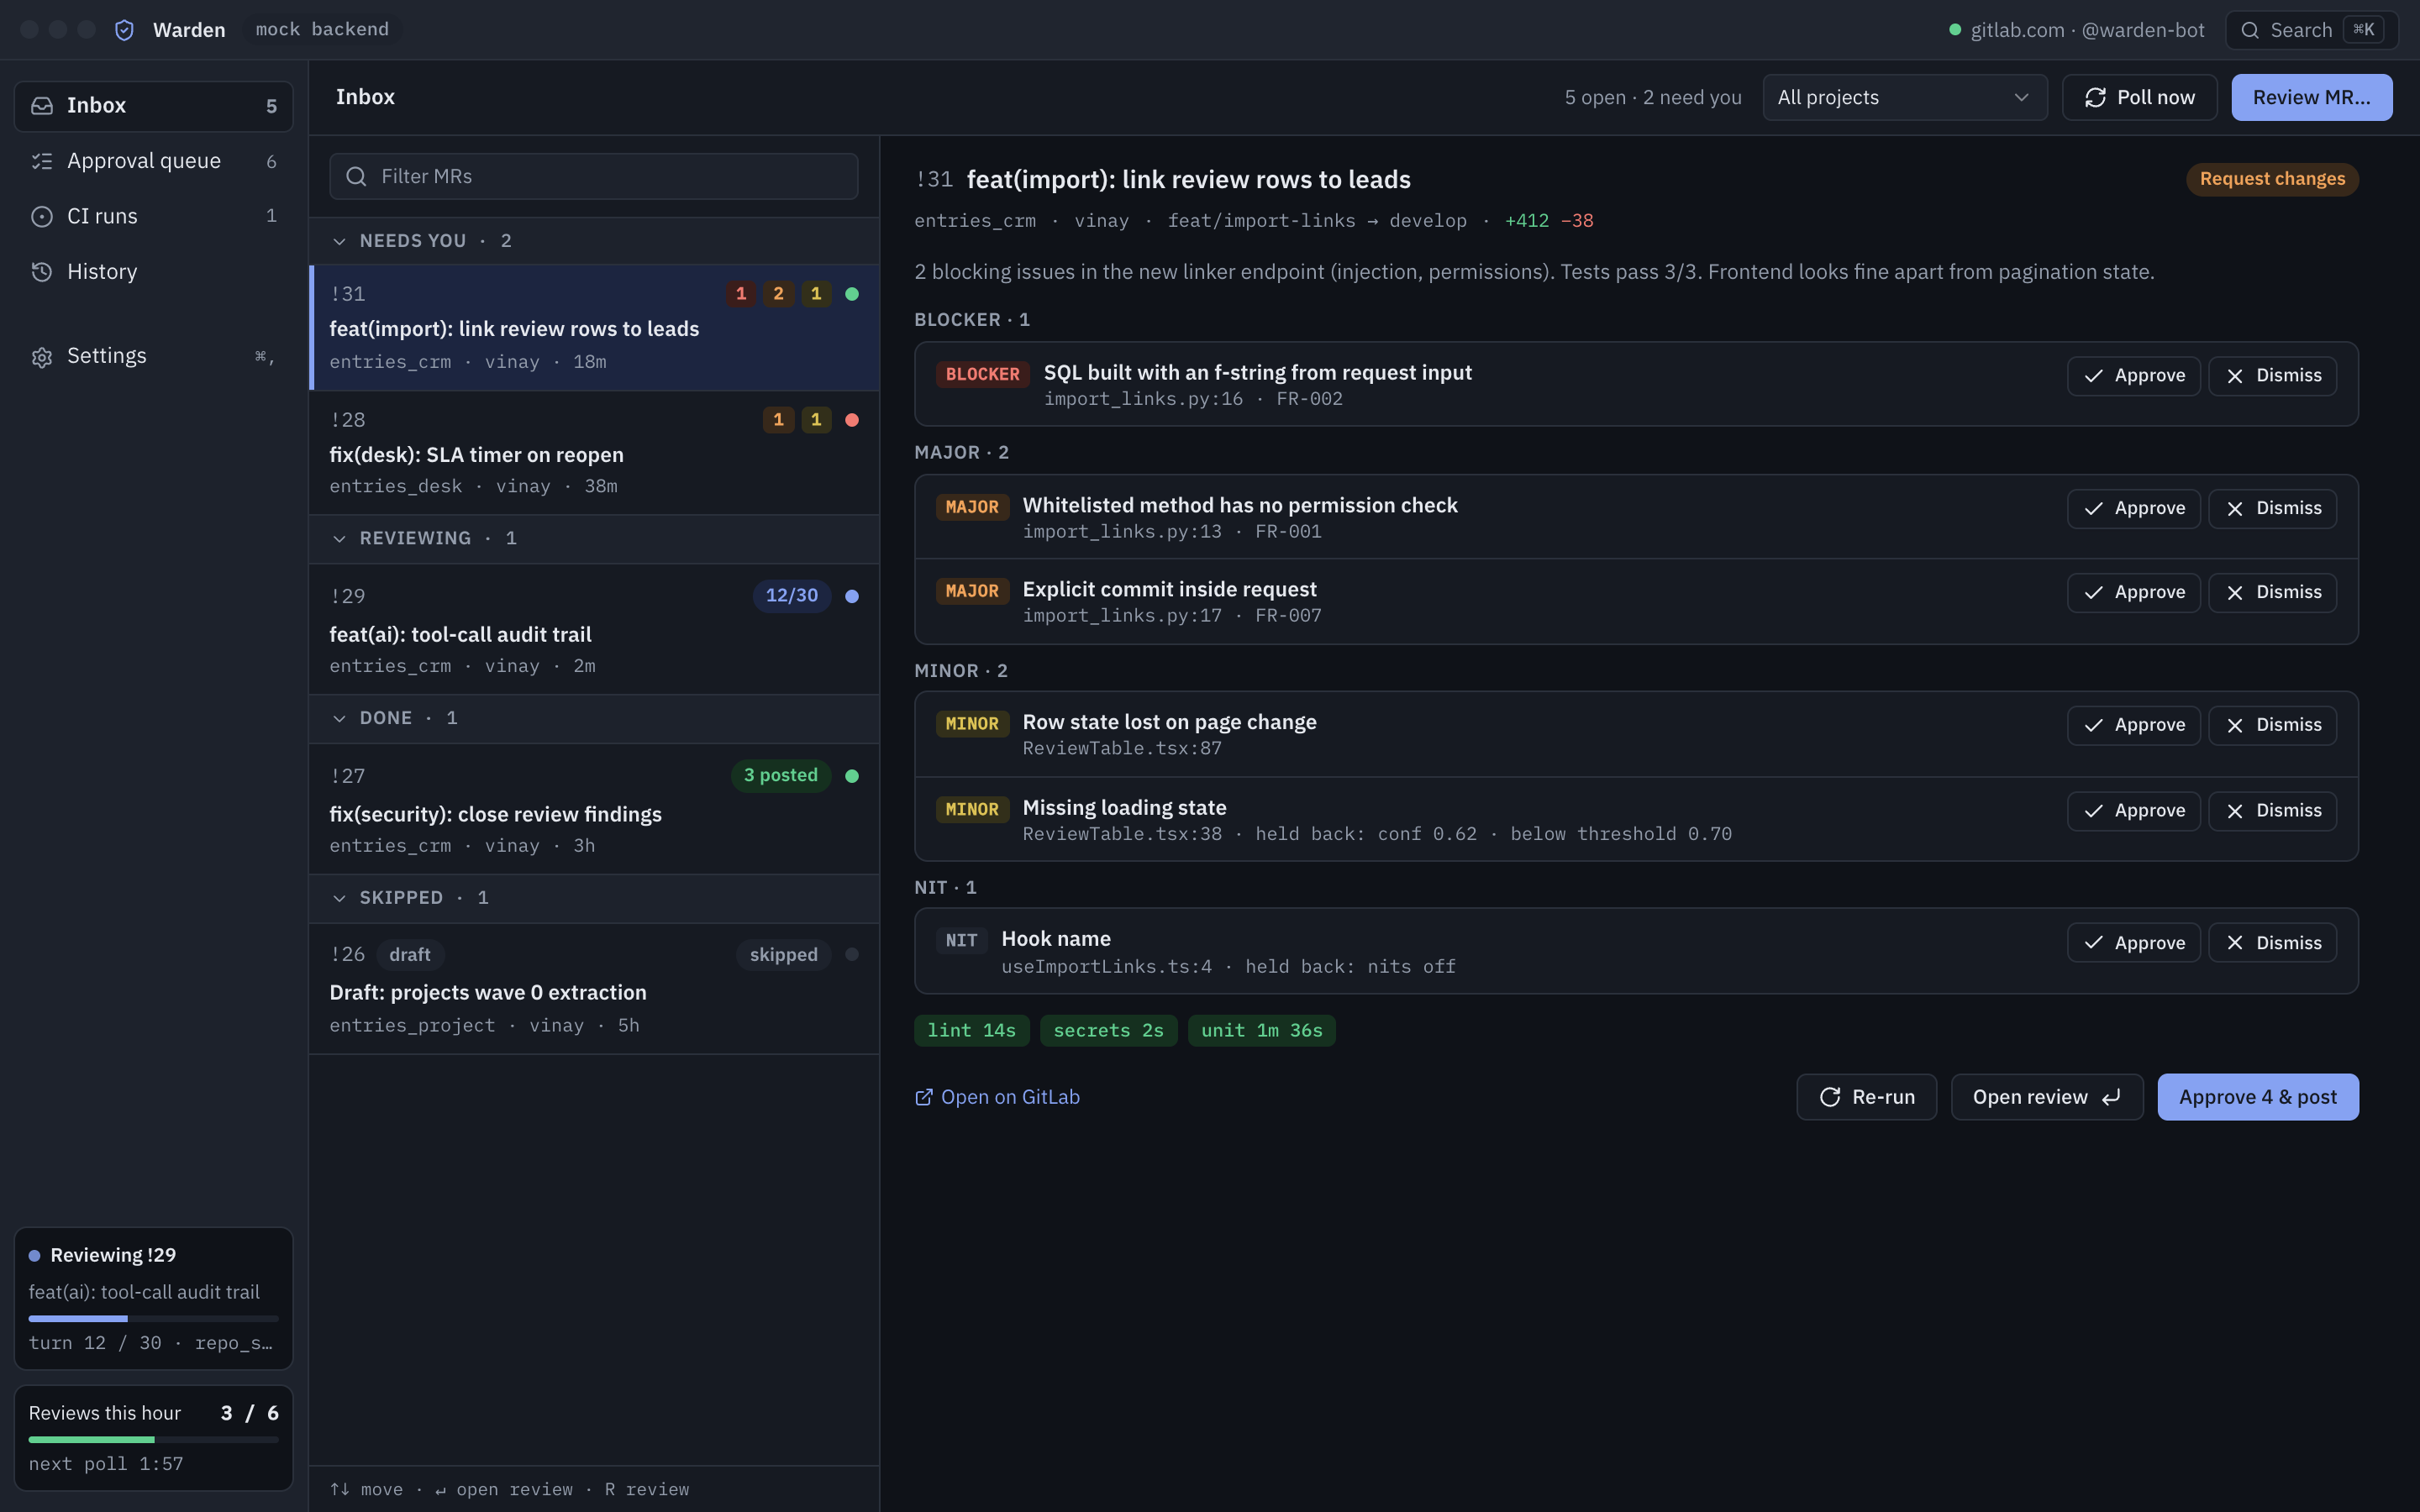 Warden mock backend
gitlab.com · @warden-bot
Search ⌘K
Inbox 5
Approval queue 6
CI runs 1
History
Settings ⌘,
Reviewing !29
feat(ai): tool-call audit trail
turn 12 / 30 · repo_s…
Reviews this hour 3 / 6
next poll 1:57
Inbox
5 open · 2 need you
All projects
Poll now
Review MR...
Filter MRs
NEEDS YOU · 2
!31 1 2 1
feat(import): link review rows to leads
entries_crm · vinay · 18m
!28 1 1
fix(desk): SLA timer on reopen
entries_desk · vinay · 38m
REVIEWING · 1
!29 12/30
feat(ai): tool-call audit trail
entries_crm · vinay · 2m
DONE · 1
!27 3 posted
fix(security): close review findings
entries_crm · vinay · 3h
SKIPPED · 1
!26 draft skipped
Draft: projects wave 0 extraction
entries_project · vinay · 5h
↑↓ move · ↵ open review · R review
!31 feat(import): link review rows to leads Request changes
entries_crm · vinay · feat/import-links → develop · +412 −38
2 blocking issues in the new linker endpoint (injection, permissions). Tests pass 3/3. Frontend looks fine apart from pagination state.
BLOCKER · 1
BLOCKER SQL built with an f-string from request input Approve Dismiss
import_links.py:16 · FR-002
MAJOR · 2
MAJOR Whitelisted method has no permission check Approve Dismiss
import_links.py:13 · FR-001
MAJOR Explicit commit inside request Approve Dismiss
import_links.py:17 · FR-007
MINOR · 2
MINOR Row state lost on page change Approve Dismiss
ReviewTable.tsx:87
MINOR Missing loading state Approve Dismiss
ReviewTable.tsx:38 · held back: conf 0.62 · below threshold 0.70
NIT · 1
NIT Hook name Approve Dismiss
useImportLinks.ts:4 · held back: nits off
lint 14s secrets 2s unit 1m 36s
Open on GitLab Re-run Open review ↵ Approve 4 & post